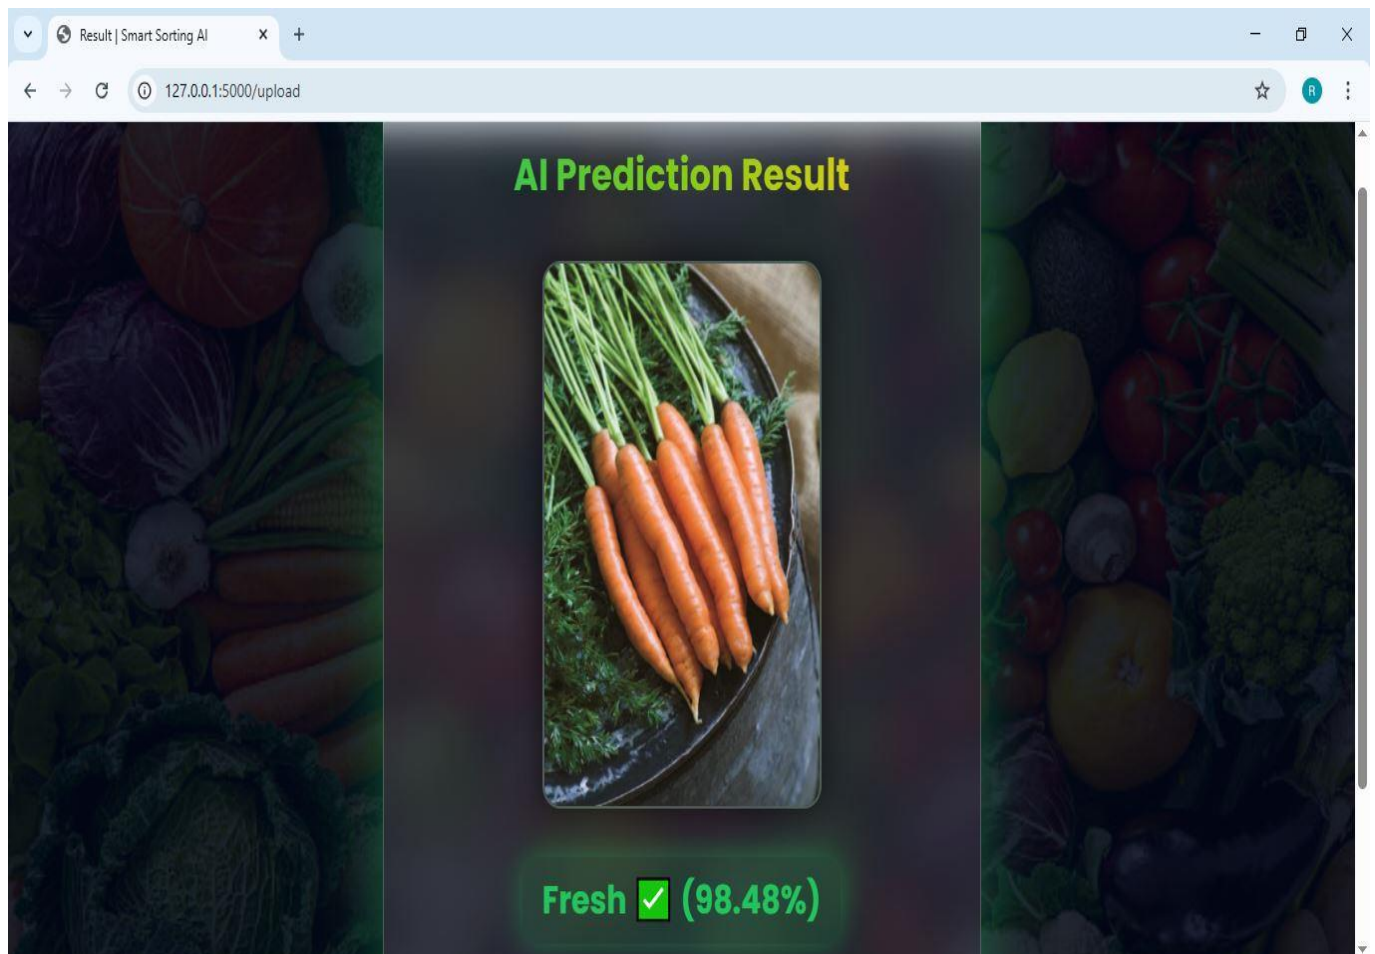 Result | Smart Sorting AI
127.0.0.1:5000/upload
R
AI Prediction Result
Fresh ✅ (98.48%)